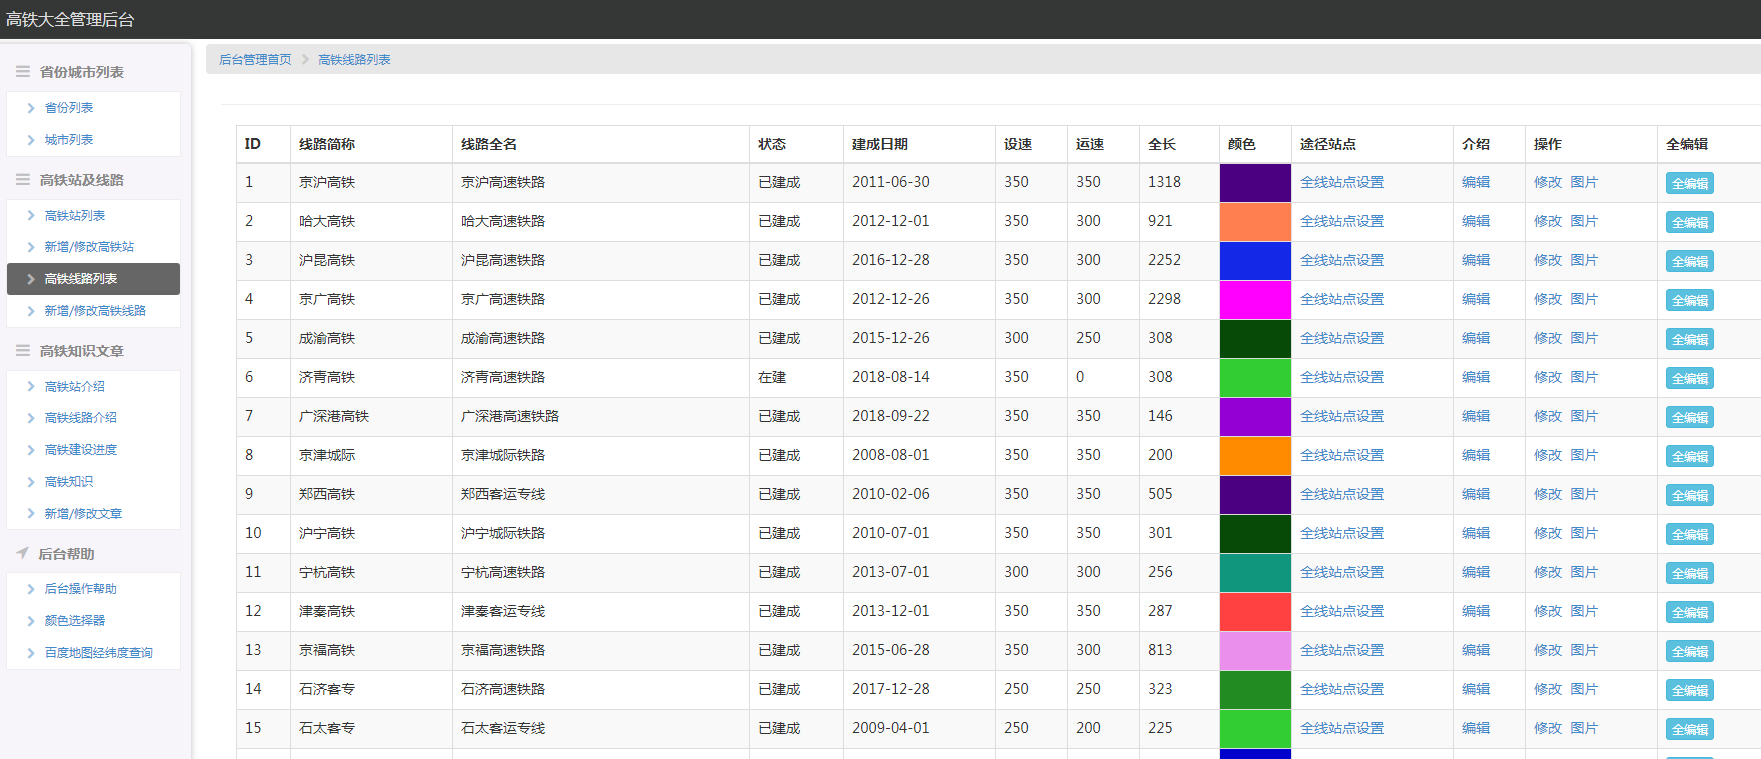 高铁大全管理后台
后台管理首页 高铁线路列表
省份城市列表
省份列表
城市列表
高铁站及线路
高铁站列表
新增/修改高铁站
高铁线路列表
新增/修改高铁线路
高铁知识文章
高铁站介绍
高铁线路介绍
高铁建设进度
高铁知识
新增/修改文章
后台帮助
后台操作帮助
颜色选择器
百度地图经纬度查询
ID 线路简称 线路全名 状态 建成日期 设速 运速 全长 颜色 途径站点 介绍 操作 全编辑
1 京沪高铁 京沪高速铁路 已建成 2011-06-30 350 350 1318 全线站点设置 编辑 修改 图片 全编辑
2 哈大高铁 哈大高速铁路 已建成 2012-12-01 350 300 921 全线站点设置 编辑 修改 图片 全编辑
3 沪昆高铁 沪昆高速铁路 已建成 2016-12-28 350 300 2252 全线站点设置 编辑 修改 图片 全编辑
4 京广高铁 京广高速铁路 已建成 2012-12-26 350 300 2298 全线站点设置 编辑 修改 图片 全编辑
5 成渝高铁 成渝高速铁路 已建成 2015-12-26 300 250 308 全线站点设置 编辑 修改 图片 全编辑
6 济青高铁 济青高速铁路 在建 2018-08-14 350 0 308 全线站点设置 编辑 修改 图片 全编辑
7 广深港高铁 广深港高速铁路 已建成 2018-09-22 350 350 146 全线站点设置 编辑 修改 图片 全编辑
8 京津城际 京津城际铁路 已建成 2008-08-01 350 350 200 全线站点设置 编辑 修改 图片 全编辑
9 郑西高铁 郑西客运专线 已建成 2010-02-06 350 350 505 全线站点设置 编辑 修改 图片 全编辑
10 沪宁高铁 沪宁城际铁路 已建成 2010-07-01 350 350 301 全线站点设置 编辑 修改 图片 全编辑
11 宁杭高铁 宁杭高速铁路 已建成 2013-07-01 300 300 256 全线站点设置 编辑 修改 图片 全编辑
12 津秦高铁 津秦客运专线 已建成 2013-12-01 350 350 287 全线站点设置 编辑 修改 图片 全编辑
13 京福高铁 京福高速铁路 已建成 2015-06-28 350 300 813 全线站点设置 编辑 修改 图片 全编辑
14 石济客专 石济高速铁路 已建成 2017-12-28 250 250 323 全线站点设置 编辑 修改 图片 全编辑
15 石太客专 石太客运专线 已建成 2009-04-01 250 200 225 全线站点设置 编辑 修改 图片 全编辑